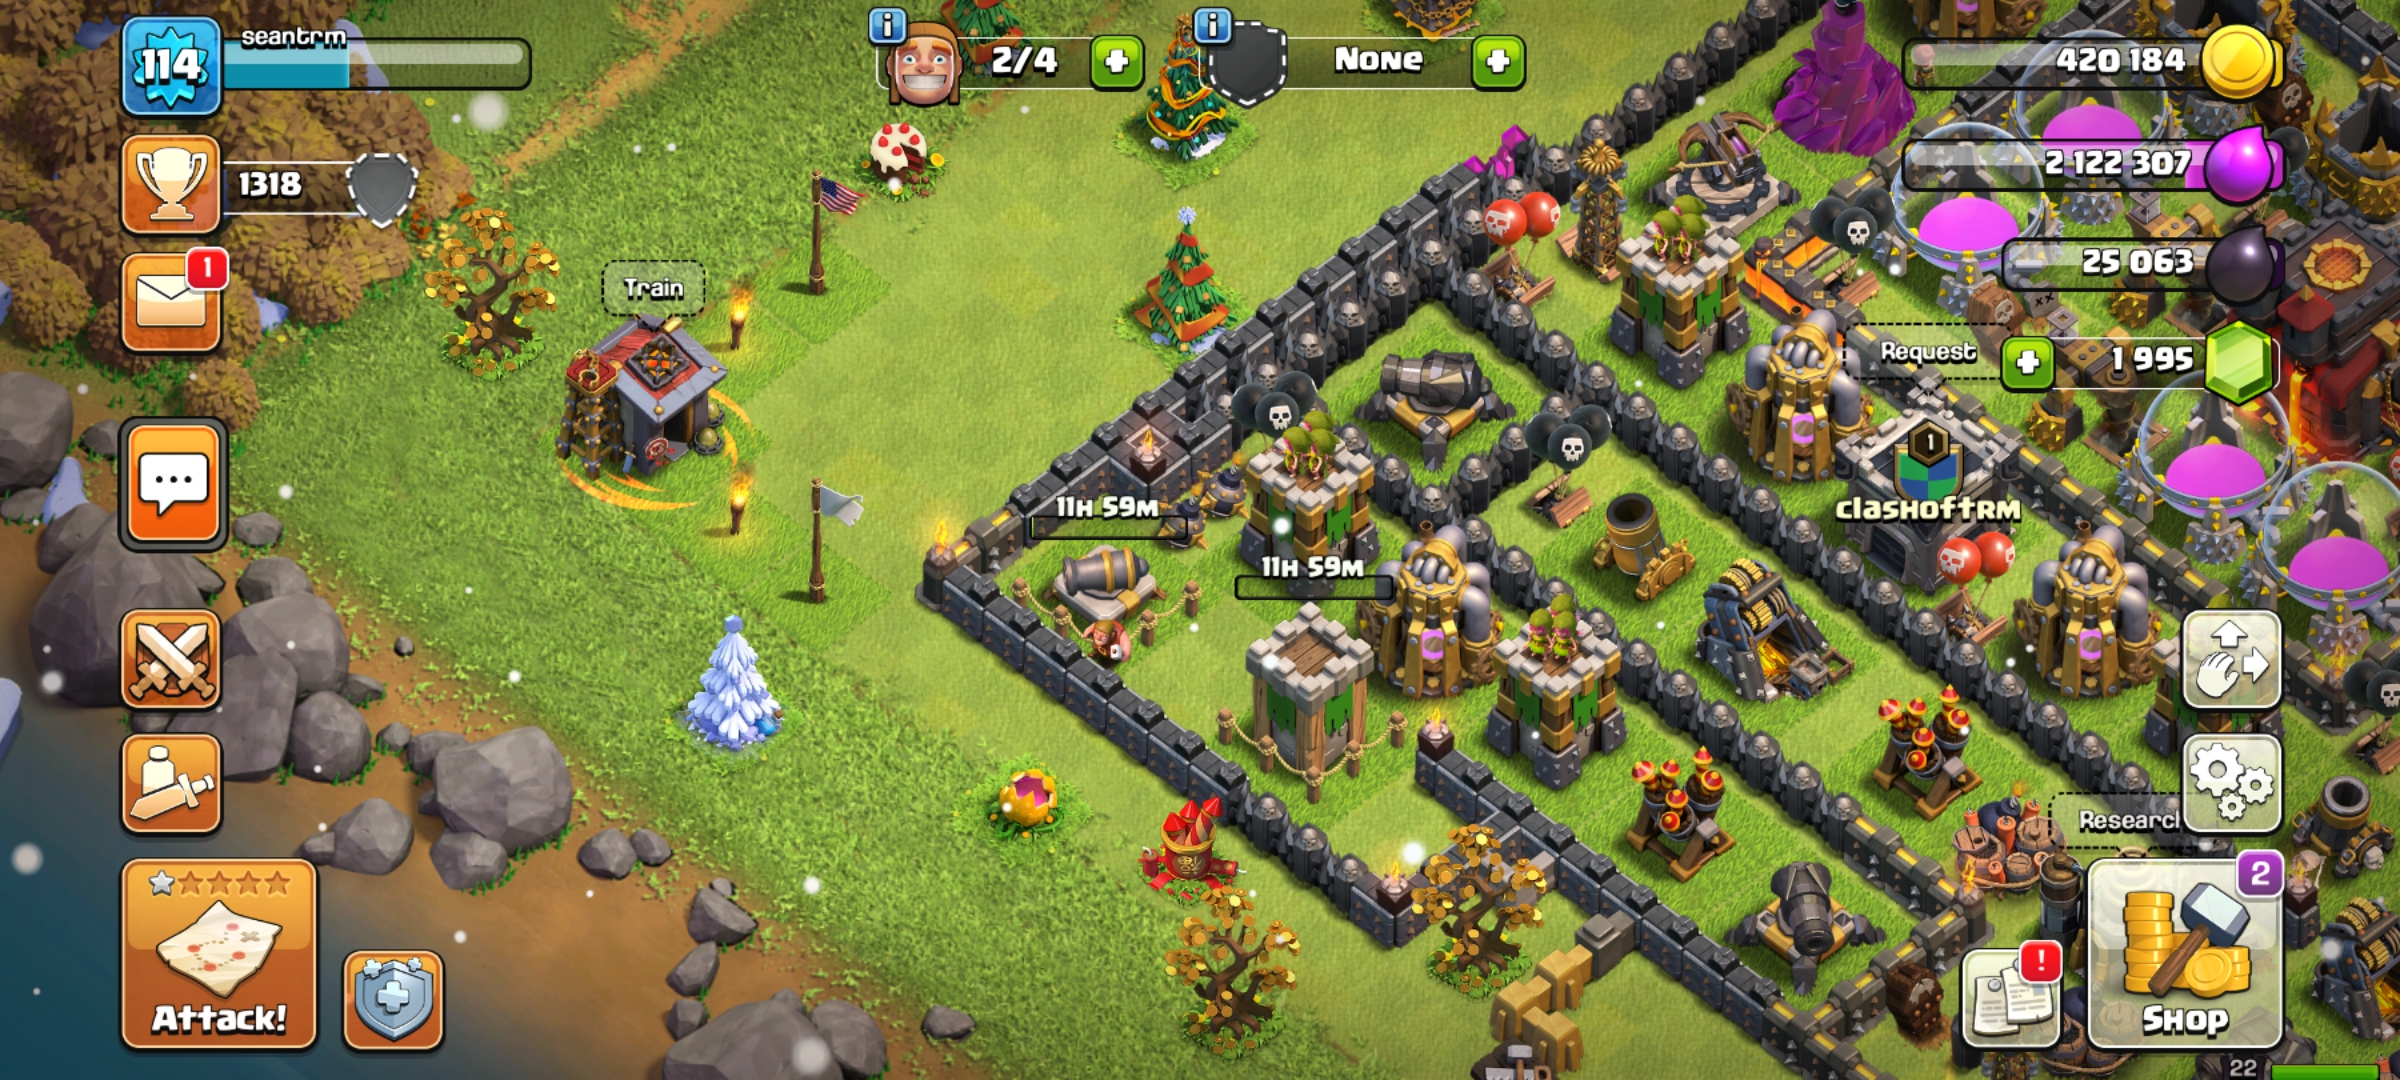 114
seantrm
2/4
None
420 184
1318
2 122 307
1
25 063
Train
Request
1 995
1
clashofTRM
11H 59M
11H 59M
Research
2
!
Attack!
Shop
22